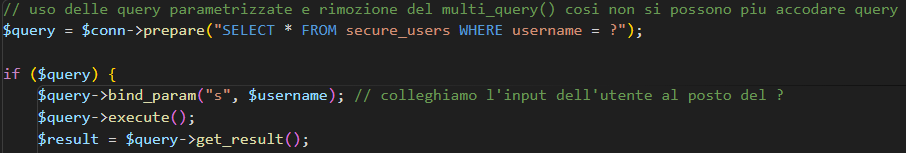 // uso delle query parametrizzate e rimozione del multi_query() cosi non si possono piu accodare query
$query = $conn->prepare("SELECT * FROM secure_users WHERE username = ?");
if ($query) {
$query->bind_param("s", $username); // colleghiamo l'input dell'utente al posto del ?
$query->execute();
$result = $query->get_result();